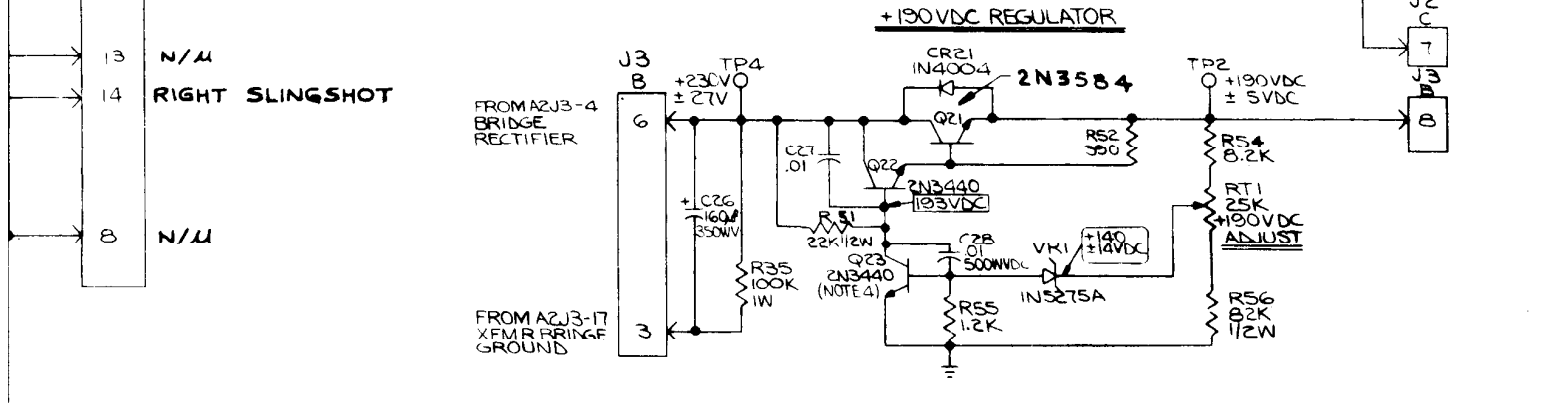 +190VDC REGULATOR
J2
C
7
13 N/U
14 RIGHT SLINGSHOT
8 N/U
J3
B
6
3
FROM A2J3-4
BRIDGE
RECTIFIER
FROM A2J3-17
XFMR BRIDGE
GROUND
+230V
± 27V
TP4
CR21
1N4004
2N3584
Q21
TP2
+190VDC
± 5VDC
J3
B
8
C27
.01
Q22
2N3440
193VDC
R52
R54
8.2K
+ C26
160µf
350WV
R51
22K 1/2W
RT1
25K
+190VDC
ADJUST
C28
.01
500WVDC
VR1
+140
±14VDC
1N5275A
Q23
2N3440
(NOTE 4)
R35
100K
1W
R55
1.2K
R56
82K
1/2W